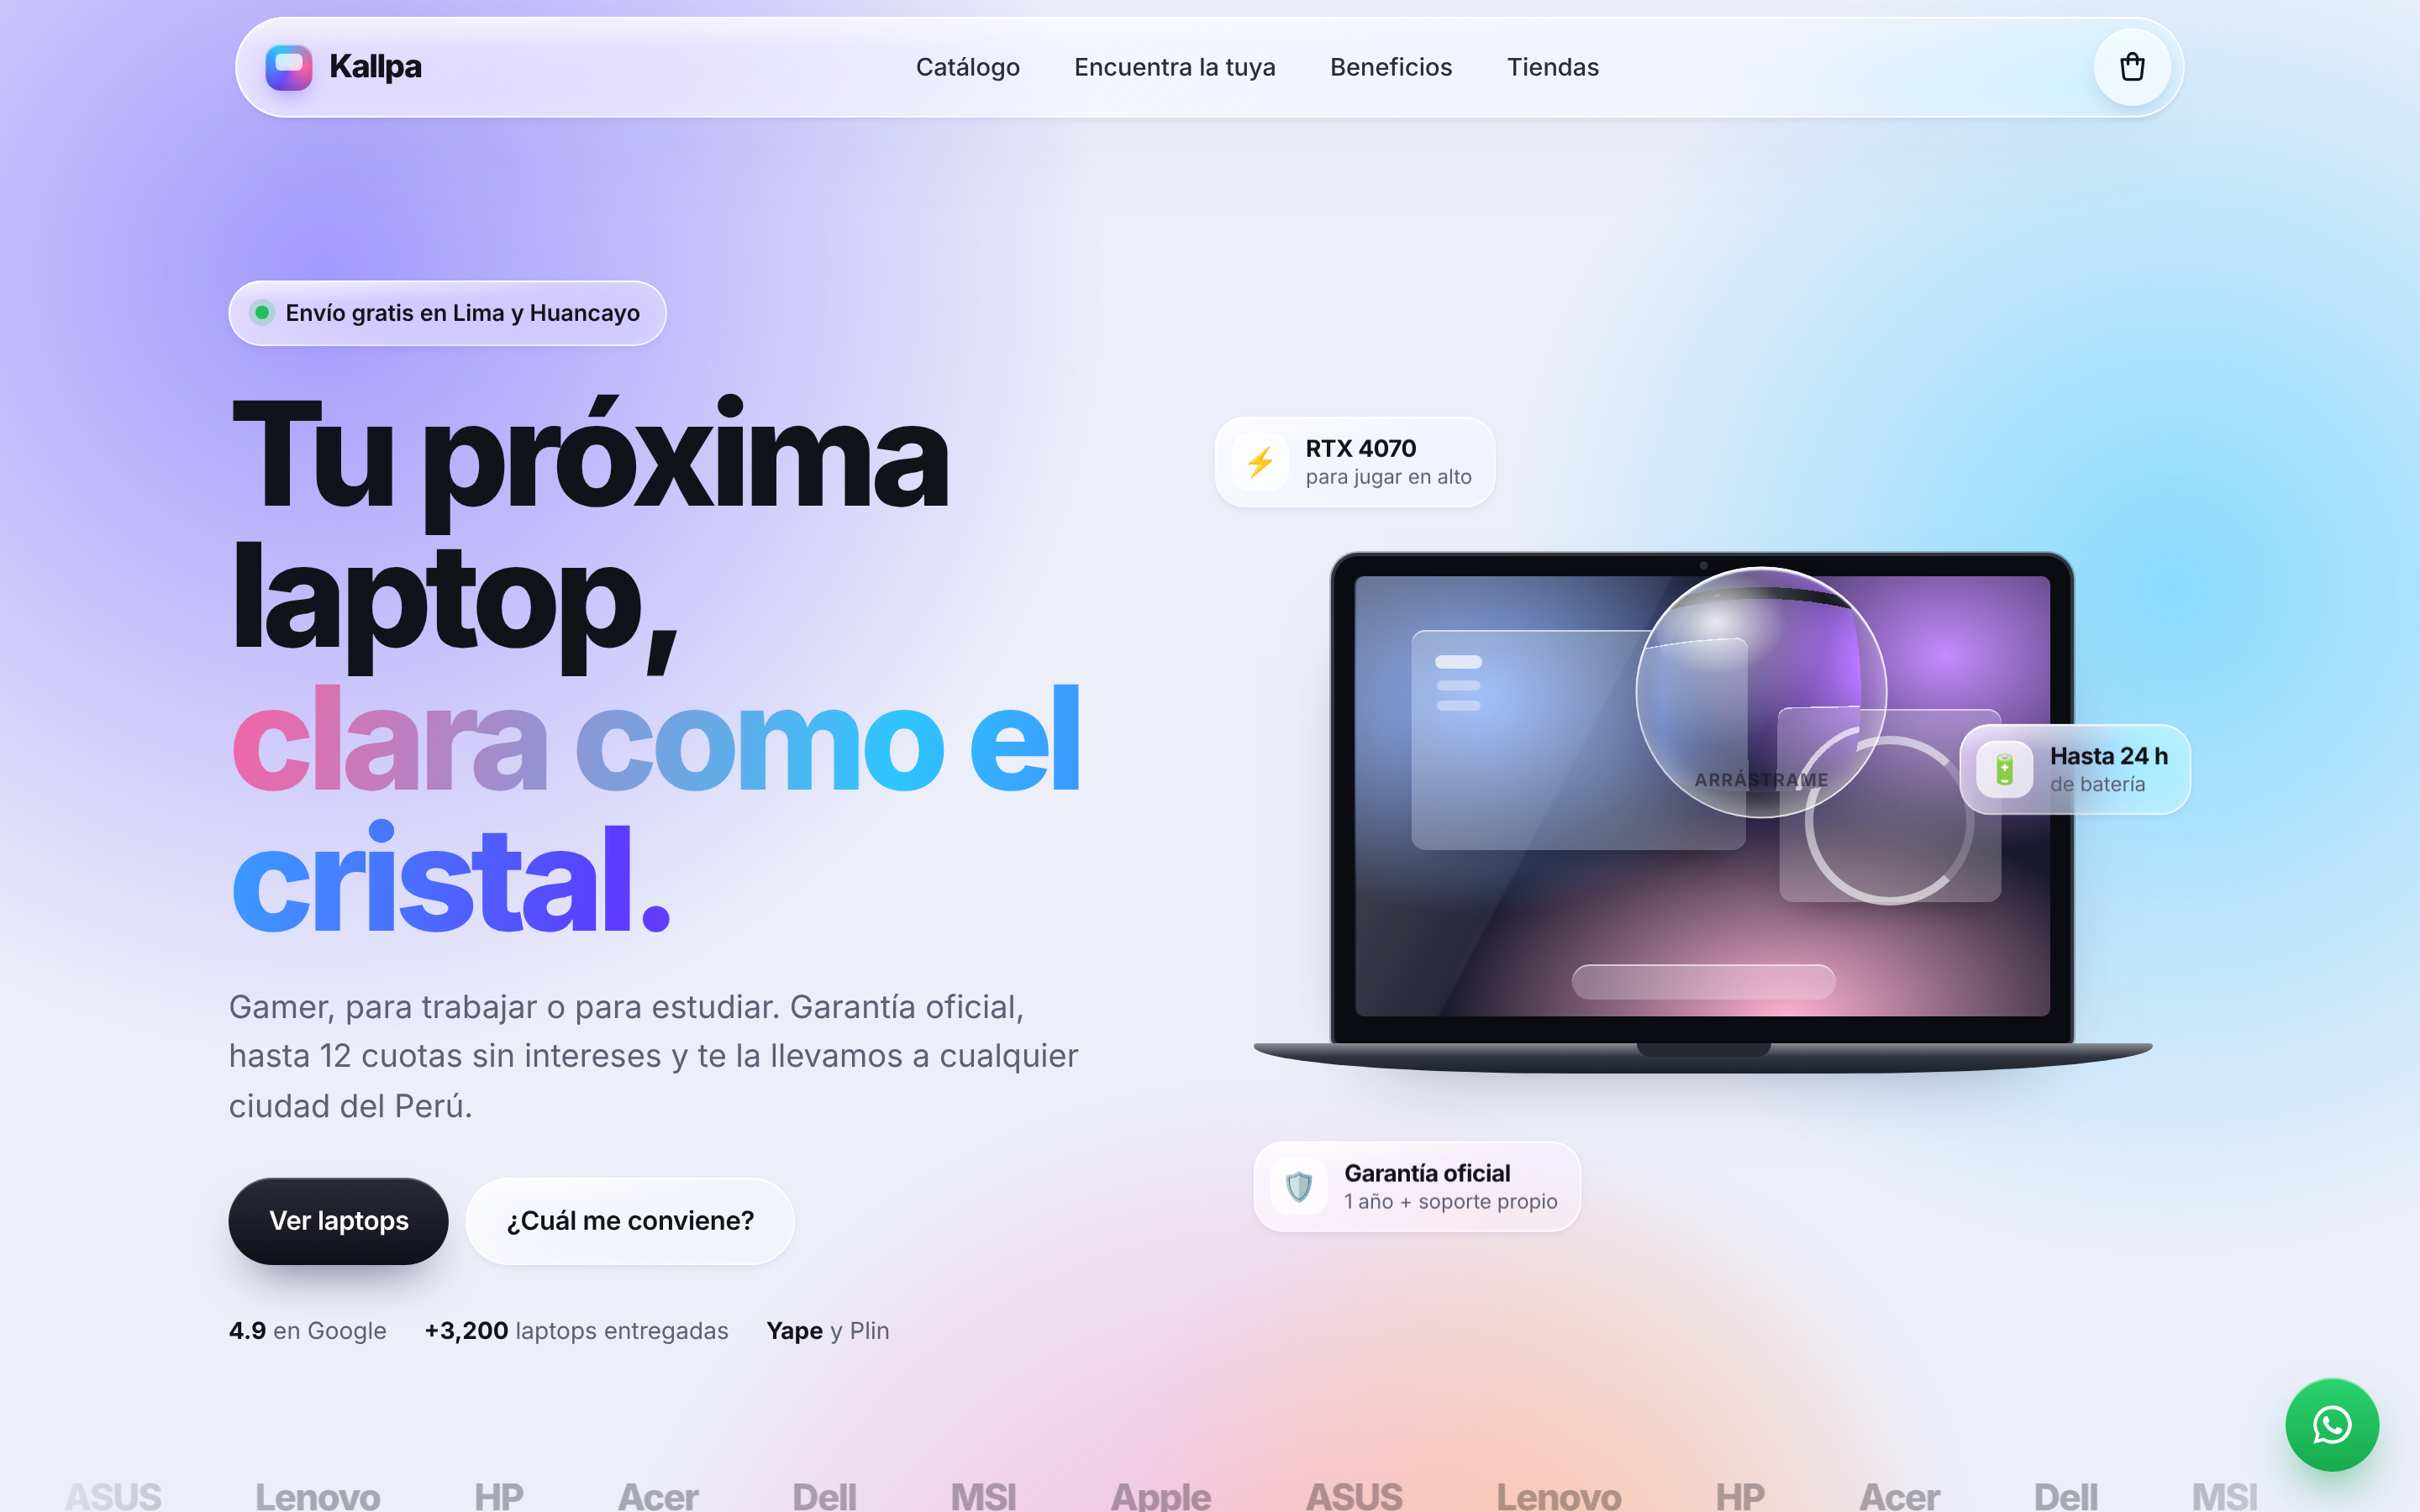 Kallpa
Catálogo
Encuentra la tuya
Beneficios
Tiendas
Envío gratis en Lima y Huancayo
Tu próxima
laptop,
clara como el
cristal.
Gamer, para trabajar o para estudiar. Garantía oficial,
hasta 12 cuotas sin intereses y te la llevamos a cualquier
ciudad del Perú.
Ver laptops
¿Cuál me conviene?
4.9 en Google
+3,200 laptops entregadas
Yape y Plin
RTX 4070
para jugar en alto
ARRÁSTRAME
Hasta 24 h
de batería
Garantía oficial
1 año + soporte propio
ASUS Lenovo HP Acer Dell MSI Apple ASUS Lenovo HP Acer Dell MSI